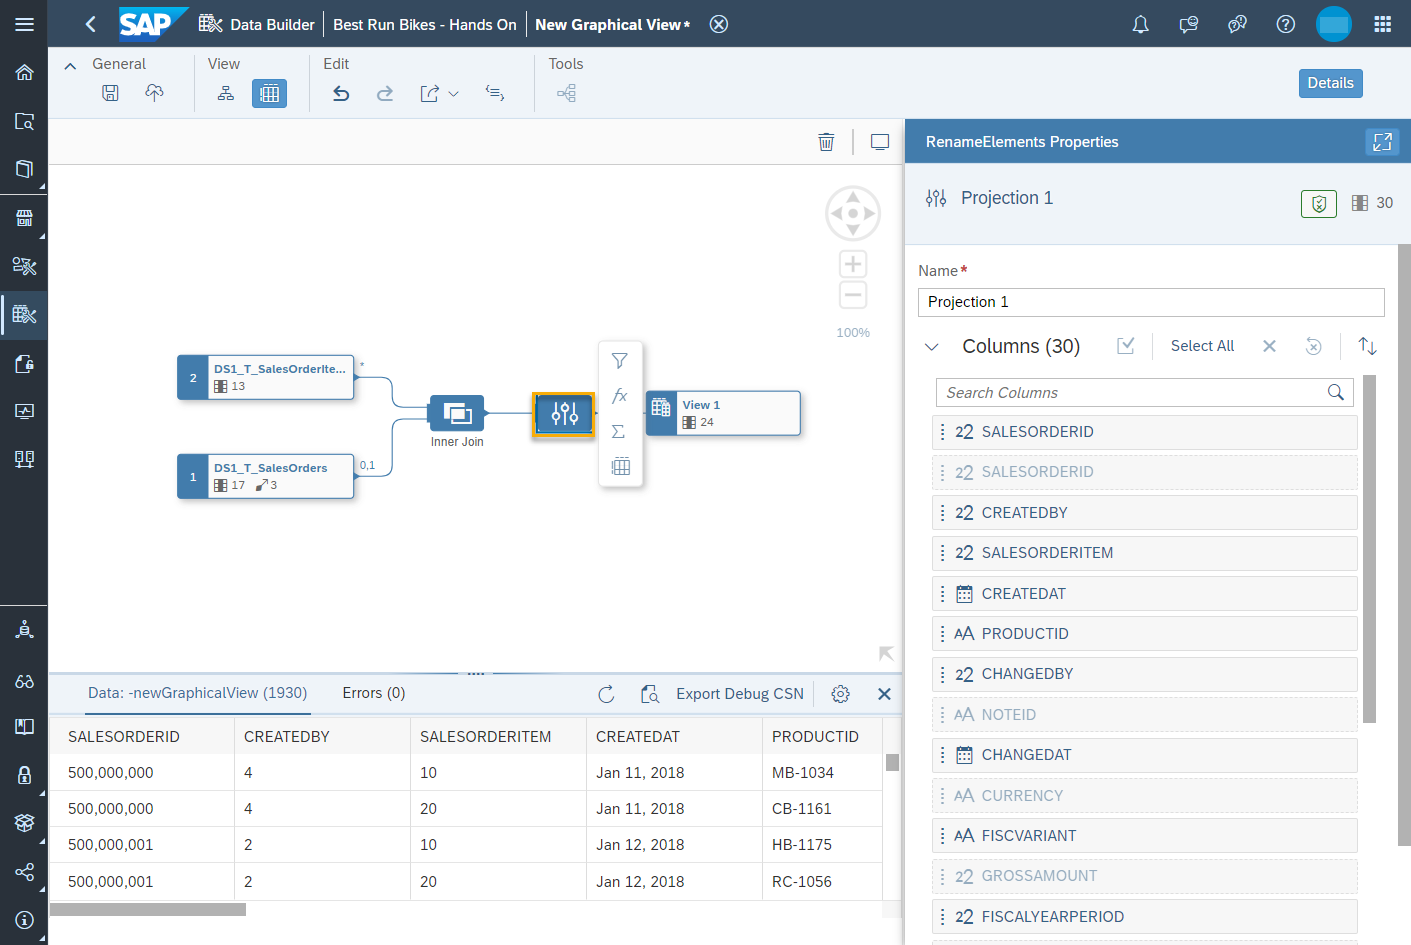 SAP Data Builder Best Run Bikes - Hands On New Graphical View*
General View Edit Tools
Details
RenameElements Properties
Projection 1
30
Name*
Projection 1
Columns (30) Select All
Search Columns
SALESORDERID
SALESORDERID
CREATEDBY
SALESORDERITEM
CREATEDAT
PRODUCTID
CHANGEDBY
NOTEID
CHANGEDAT
CURRENCY
FISCVARIANT
GROSSAMOUNT
FISCALYEARPERIOD
100%
2 DS1_T_SalesOrderIte... *
13
Inner Join
View 1
24
1 DS1_T_SalesOrders 0,1
17 3
Data: -newGraphicalView (1930) Errors (0) Export Debug CSN
SALESORDERID CREATEDBY SALESORDERITEM CREATEDAT PRODUCTID
500,000,000 4 10 Jan 11, 2018 MB-1034
500,000,000 4 20 Jan 11, 2018 CB-1161
500,000,001 2 10 Jan 12, 2018 HB-1175
500,000,001 2 20 Jan 12, 2018 RC-1056